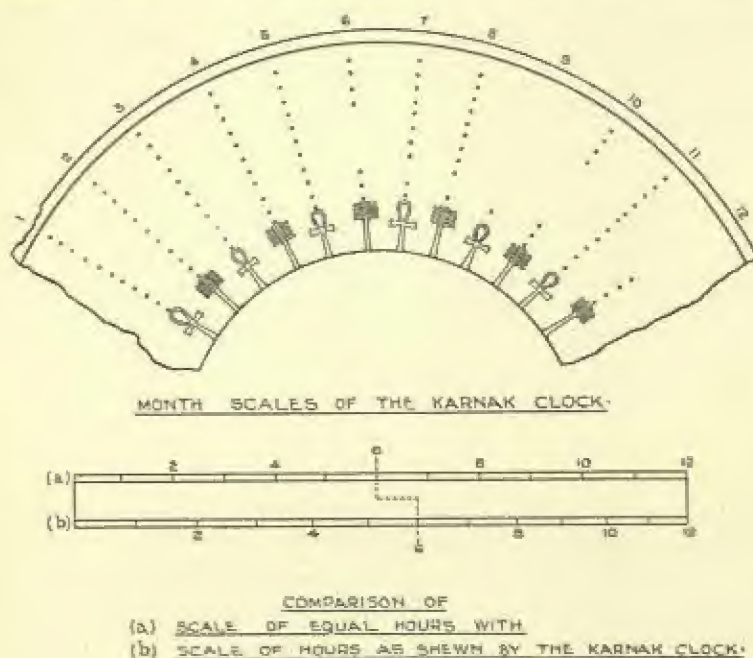 1 2 3 4 5 6 7 8 9 10 11 12
MONTH SCALES OF THE KARNAK CLOCK.
6
2 4 8 10 12
(a)
(b)
2 4 8 10 12
6
COMPARISON OF
(a) SCALE OF EQUAL HOURS WITH
(b) SCALE OF HOURS AS SHEWN BY THE KARNAK CLOCK.